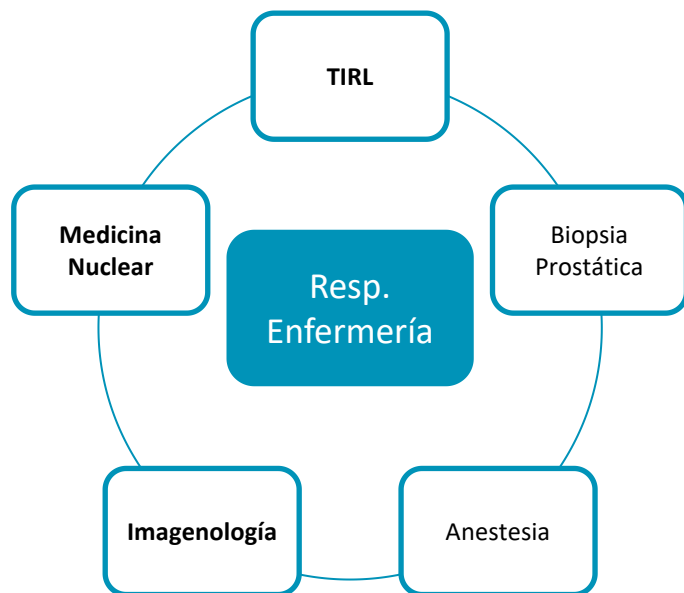 TIRL
Medicina
Nuclear
Biopsia
Prostática
Resp.
Enfermería
Imagenología
Anestesia